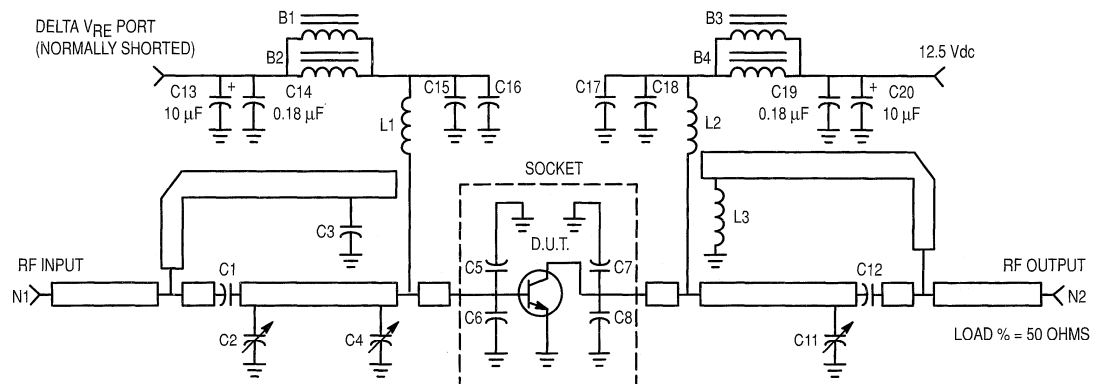 DELTA VRE PORT
(NORMALLY SHORTED)
B1
B2
B3
B4
12.5 Vdc
C13
10 µF
+
C14
0.18 µF
C15
C16
C17
C18
C19
0.18 µF
+
C20
10 µF
L1
L2
SOCKET
C3
L3
D.U.T.
RF INPUT
N1
C1
C5
C7
C12
RF OUTPUT
N2
C2
C4
C6
C8
C11
LOAD % = 50 OHMS